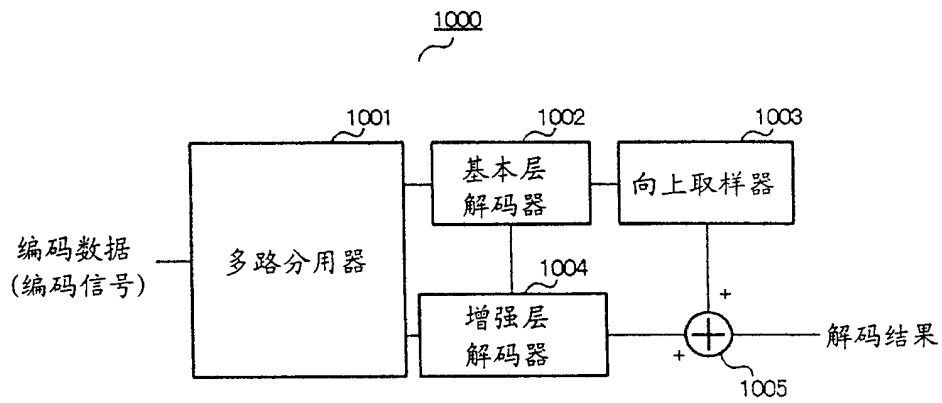 1000
1001
1002
1003
基本层
解码器
向上取样器
编码数据
(编码信号)
多路分用器
1004
增强层
解码器
+
+
解码结果
1005